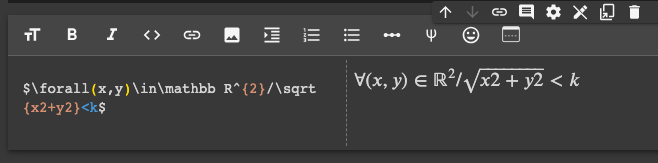 B I <> Ψ
$\forall(x,y)\in\mathbb R^{2}/\sqrt
{x2+y2}<k$
∀(x, y) ∈ ℝ²/√x2 + y2 < k